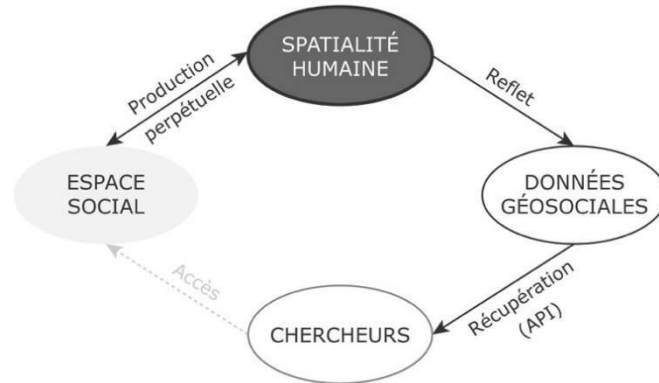 SPATIALITÉ
HUMAINE
Production
perpétuelle
Reflet
ESPACE
SOCIAL
DONNÉES
GÉOSOCIALES
Accès
Récupération
(API)
CHERCHEURS